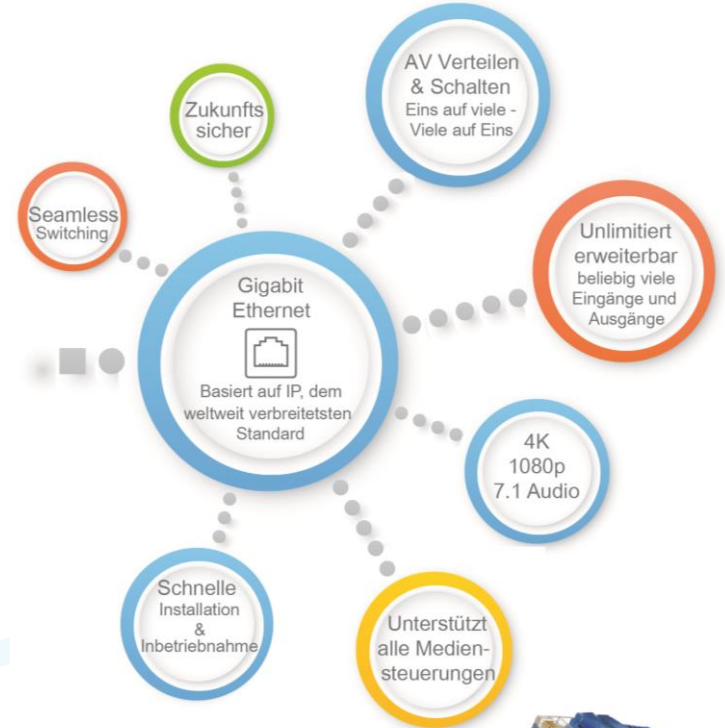 AV Verteilen
& Schalten
Eins auf viele -
Viele auf Eins
Zukunfts
sicher
Seamless
Switching
Unlimitiert
erweiterbar
beliebig viele
Eingänge und
Ausgänge
Gigabit
Ethernet
Basiert auf IP, dem
weltweit verbreitetsten
Standard
4K
1080p
7.1 Audio
Schnelle
Installation
&
Inbetriebnahme
Unterstützt
alle Medien-
steuerungen